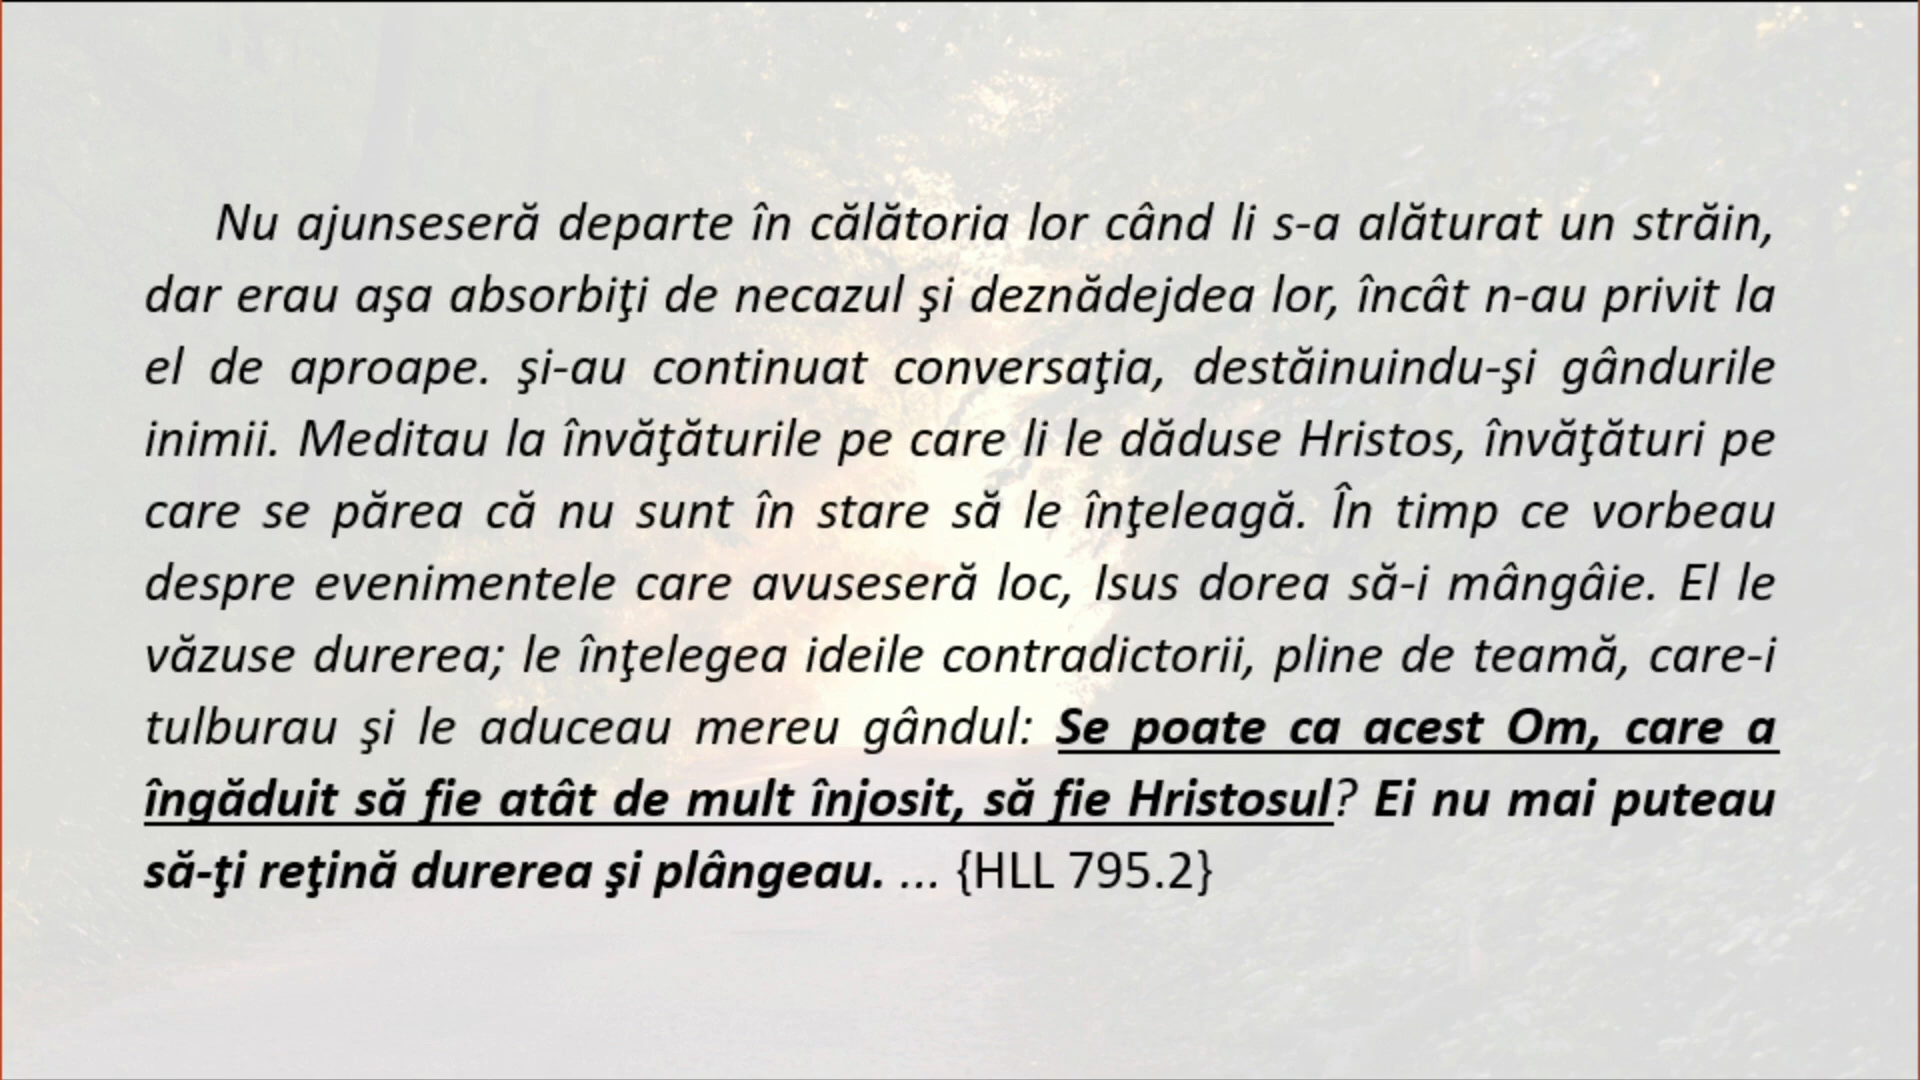 Nu ajunseseră departe în călătoria lor când li s-a alăturat un străin,
dar erau aşa absorbiţi de necazul şi deznădejdea lor, încât n-au privit la
el de aproape. şi-au continuat conversaţia, destăinuindu-şi gândurile
inimii. Meditau la învăţăturile pe care li le dăduse Hristos, învăţături pe
care se părea că nu sunt în stare să le înţeleagă. În timp ce vorbeau
despre evenimentele care avuseseră loc, Isus dorea să-i mângâie. El le
văzuse durerea; le înţelegea ideile contradictorii, pline de teamă, care-i
tulburau şi le aduceau mereu gândul: Se poate ca acest Om, care a
îngăduit să fie atât de mult înjosit, să fie Hristosul? Ei nu mai puteau
să-ţi reţină durerea şi plângeau. ... {HLL 795.2}